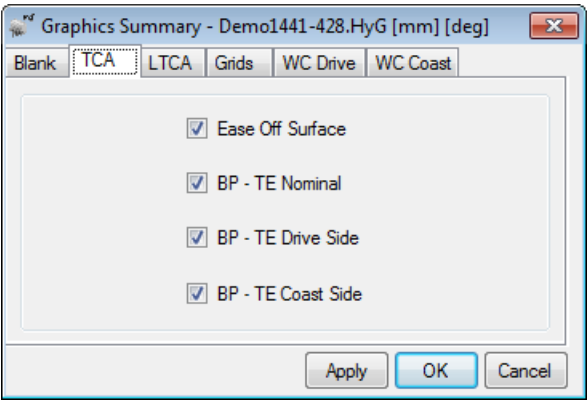 Graphics Summary - Demo1441-428.HyG [mm] [deg]
Blank TCA LTCA Grids WC Drive WC Coast
Ease Off Surface
BP - TE Nominal
BP - TE Drive Side
BP - TE Coast Side
Apply OK Cancel